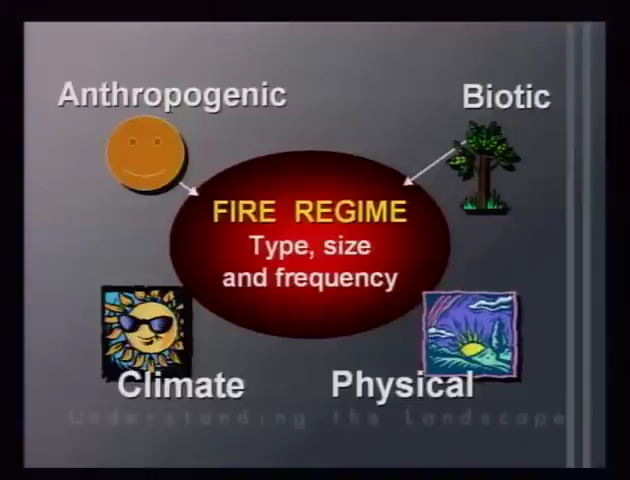 Anthropogenic
Biotic
FIRE REGIME
Type, size
and frequency
Climate
Physical
Understanding the Landscape